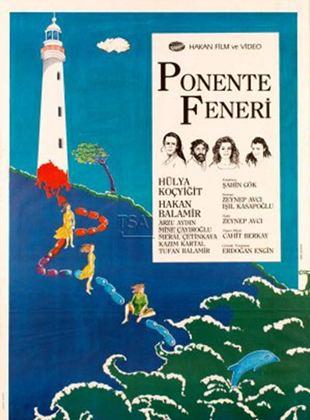 HAKAN FİLM ve VİDEO
PONENTE
FENERİ
HÜLYA
KOÇYİĞİT
HAKAN
BALAMİR
ARZU AYDIN
MİNE ÇAYIROĞLU
MERAL ÇETİNKAYA
KAZIM KARTAL
TUFAN BALAMİR
ŞAHİN GÖK
ZEYNEP AVCI
IŞIL KASAPOĞLU
ZEYNEP AVCI
CAHİT BERKAY
ERDOĞAN ENGİN
TSA